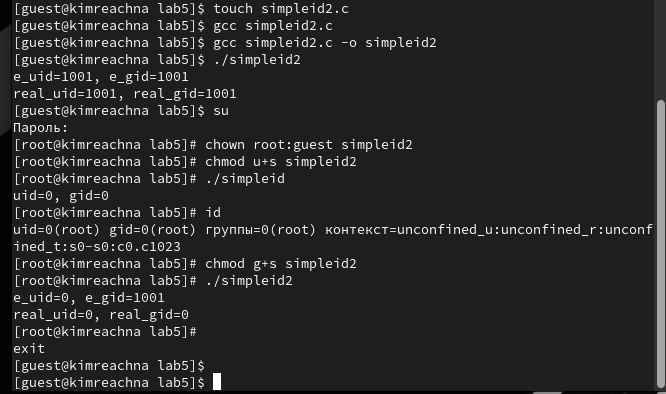 [guest@kimreachna lab5]$ touch simpleid2.c
[guest@kimreachna lab5]$ gcc simpleid2.c
[guest@kimreachna lab5]$ gcc simpleid2.c -o simpleid2
[guest@kimreachna lab5]$ ./simpleid2
e_uid=1001, e_gid=1001
real_uid=1001, real_gid=1001
[guest@kimreachna lab5]$ su
Пароль:
[root@kimreachna lab5]# chown root:guest simpleid2
[root@kimreachna lab5]# chmod u+s simpleid2
[root@kimreachna lab5]# ./simpleid
uid=0, gid=0
[root@kimreachna lab5]# id
uid=0(root) gid=0(root) группы=0(root) контекст=unconfined_u:unconfined_r:unconf
ined_t:s0-s0:c0.c1023
[root@kimreachna lab5]# chmod g+s simpleid2
[root@kimreachna lab5]# ./simpleid2
e_uid=0, e_gid=1001
real_uid=0, real_gid=0
[root@kimreachna lab5]#
exit
[guest@kimreachna lab5]$
[guest@kimreachna lab5]$